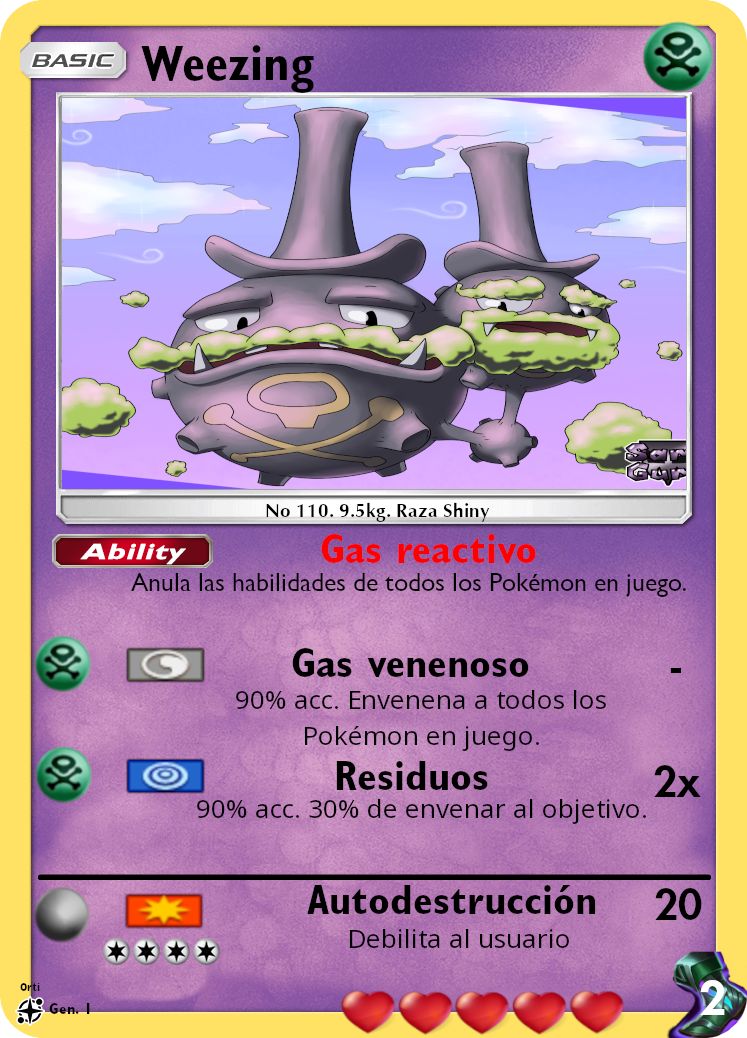 BASIC Weezing
No 110. 9.5kg. Raza Shiny
Ability Gas reactivo
Anula las habilidades de todos los Pokémon en juego.
Gas venenoso -
90% acc. Envenena a todos los
Pokémon en juego.
Residuos 2x
90% acc. 30% de envenar al objetivo.
Autodestrucción 20
Debilita al usuario
Orti
Gen. 1
2